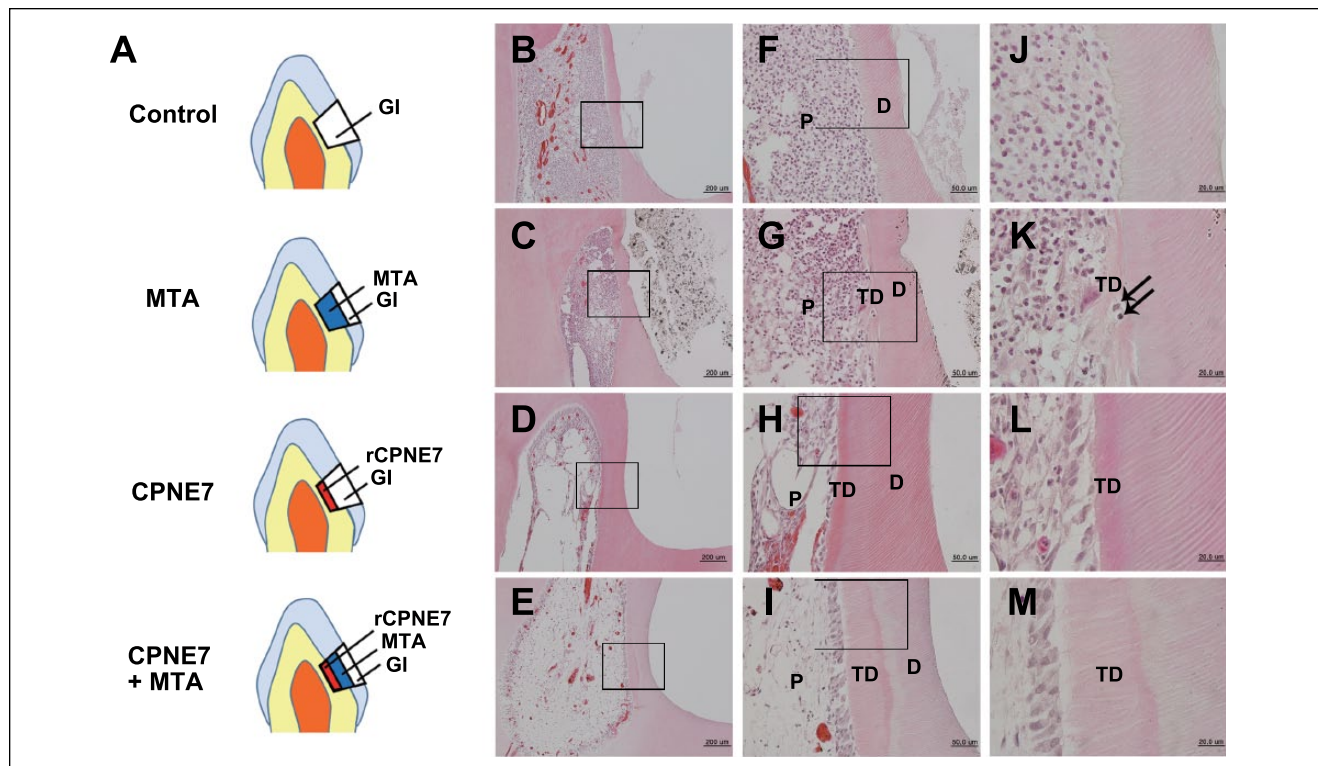 A
Control
GI
MTA
MTA
GI
CPNE7
rCPNE7
GI
CPNE7
+ MTA
rCPNE7
MTA
GI
B
200 um
F
P
D
50.0 um
J
20.0 um
C
200 um
G
P
TD
D
50.0 um
K
TD
20.0 um
D
200 um
H
P
TD
D
50.0 um
L
TD
20.0 um
E
200 um
I
P
TD
D
50.0 um
M
TD
20.0 um